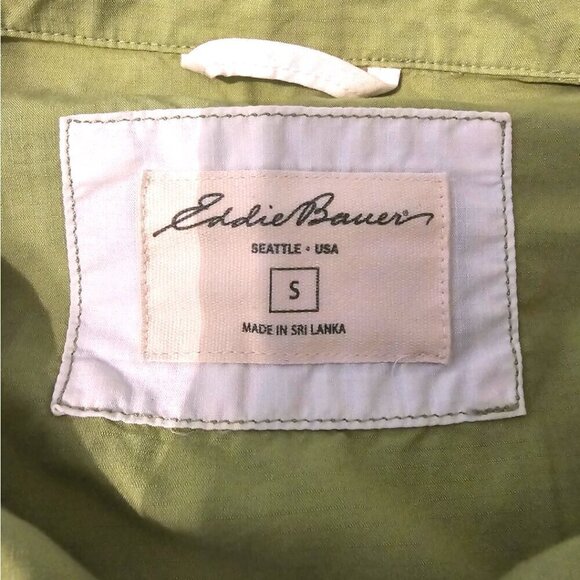 Eddie Bauer®
SEATTLE • USA
S
MADE IN SRI LANKA